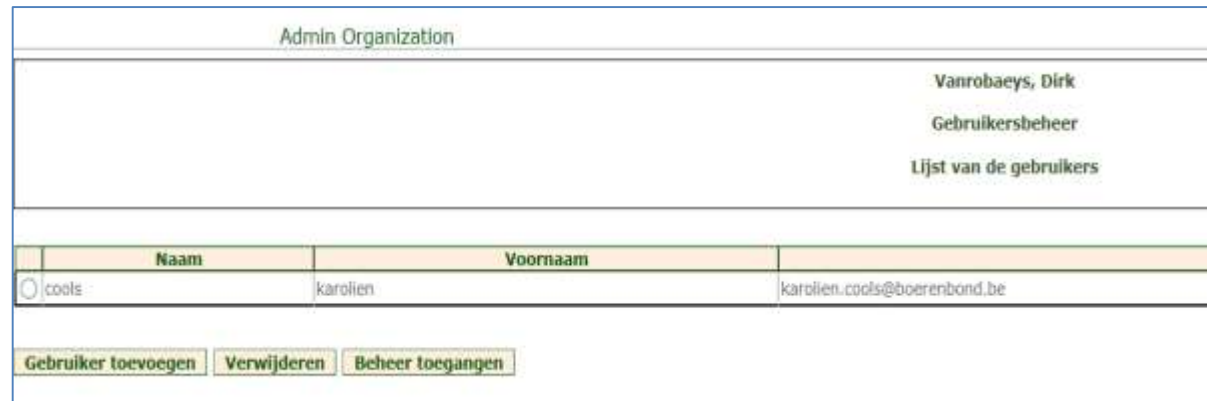 Admin Organization
Vanrobaeys, Dirk
Gebruikersbeheer
Lijst van de gebruikers
Naam Voornaam
cools karolien karolien.cools@boerenbond.be
Gebruiker toevoegen Verwijderen Beheer toegangen